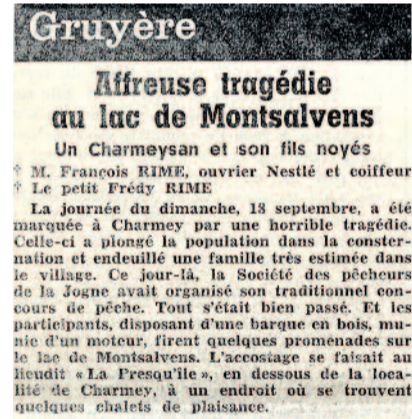 Gruyère
Affreuse tragédie
au lac de Montsalvens
Un Charmeysan et son fils noyés
† M. François RIME, ouvrier Nestlé et coiffeur
† Le petit Frédy RIME
La journée du dimanche, 18 septembre, a été
marquée à Charmey par une horrible tragédie.
Celle-ci a plongé la population dans la conster-
nation et endeuillé une famille très estimée dans
le village. Ce jour-là, la Société des pêcheurs
de la Jogne avait organisé son traditionnel con-
cours de pêche. Tout s'était bien passé. Et les
participants, disposant d'une barque en bois, mu-
nie d'un moteur, firent quelques promenades sur
le lac de Montsalvens. L'accostage se faisait au
lieudit « La Presqu'île », en dessous de la loca-
lité de Charmey, à un endroit où se trouvent
quelques chalets de plaisance.